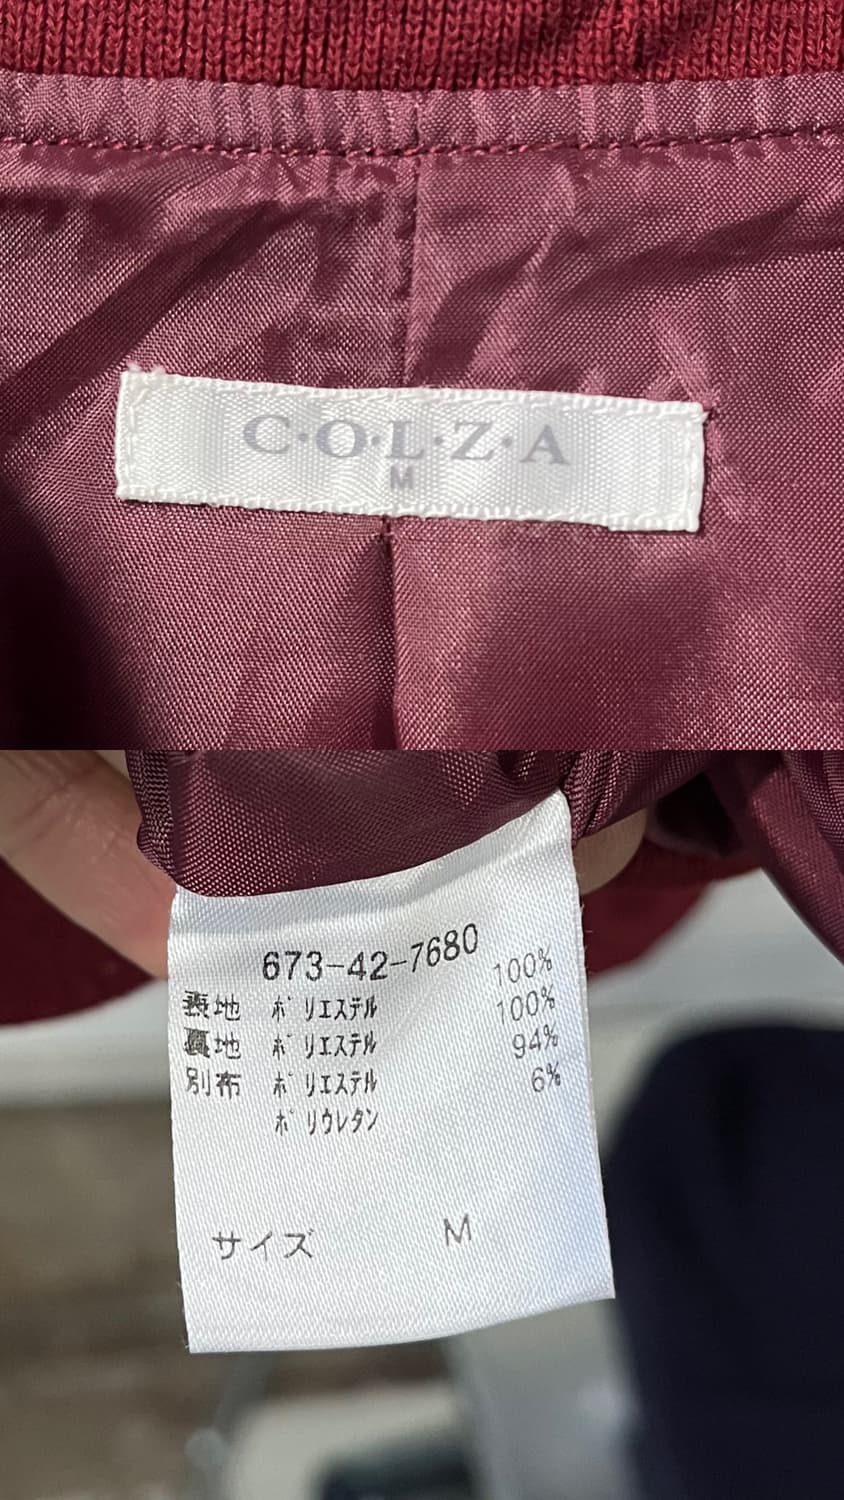 C·O·L·Z·A
M
673-42-7680
表地 ポリエステル 100%
裏地 ポリエステル 100%
別布 ポリエステル 94%
ポリウレタン 6%
サイズ M